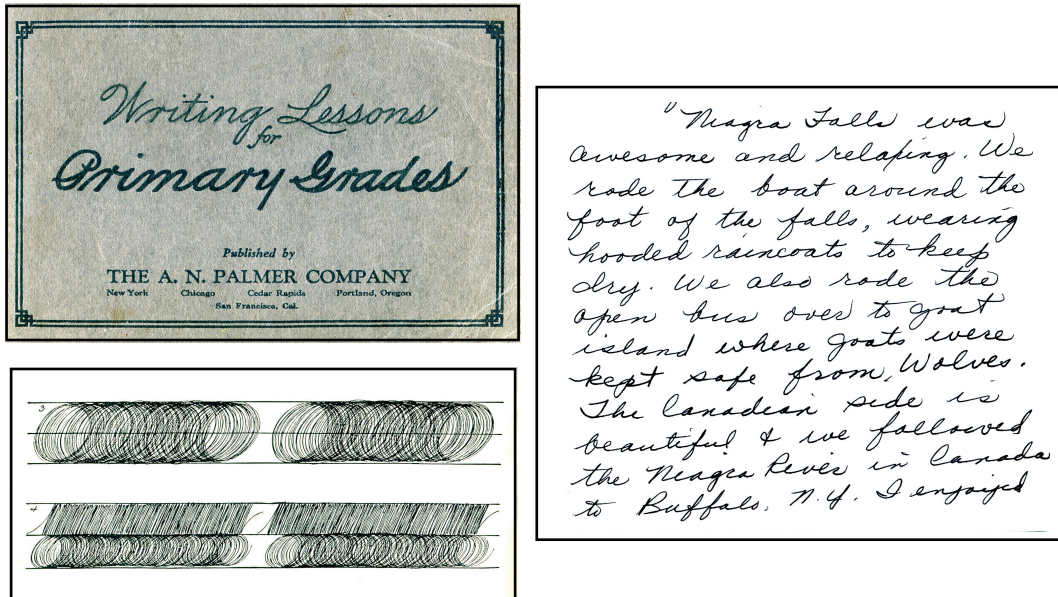 Writing Lessons
for
Primary Grades
Published by
THE A. N. PALMER COMPANY
New York Chicago Cedar Rapids Portland, Oregon
San Francisco, Cal.
3
4
"Niagra Falls was
awesome and relaxing. We
rode the boat around the
foot of the falls, wearing
hooded raincoats to keep
dry. We also rode the
open bus over to goat
island where goats were
kept safe from, Wolves.
The Canadean side is
beautiful & we followed
the Niagra River in Canada
to Buffalo, N.Y. I enjoyed